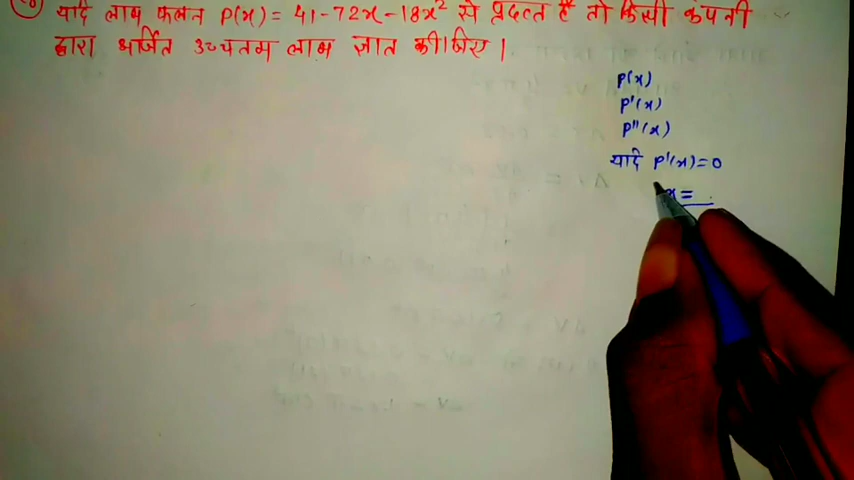 यदि लाभ फलन P(x) = 41-72x-18x² से प्रदत्त है तो किसी कंपनी
द्वारा अर्जित उच्चतम लाभ ज्ञात कीजिए।
P(x)
P'(x)
P''(x)
यदि P'(x)=0
x=